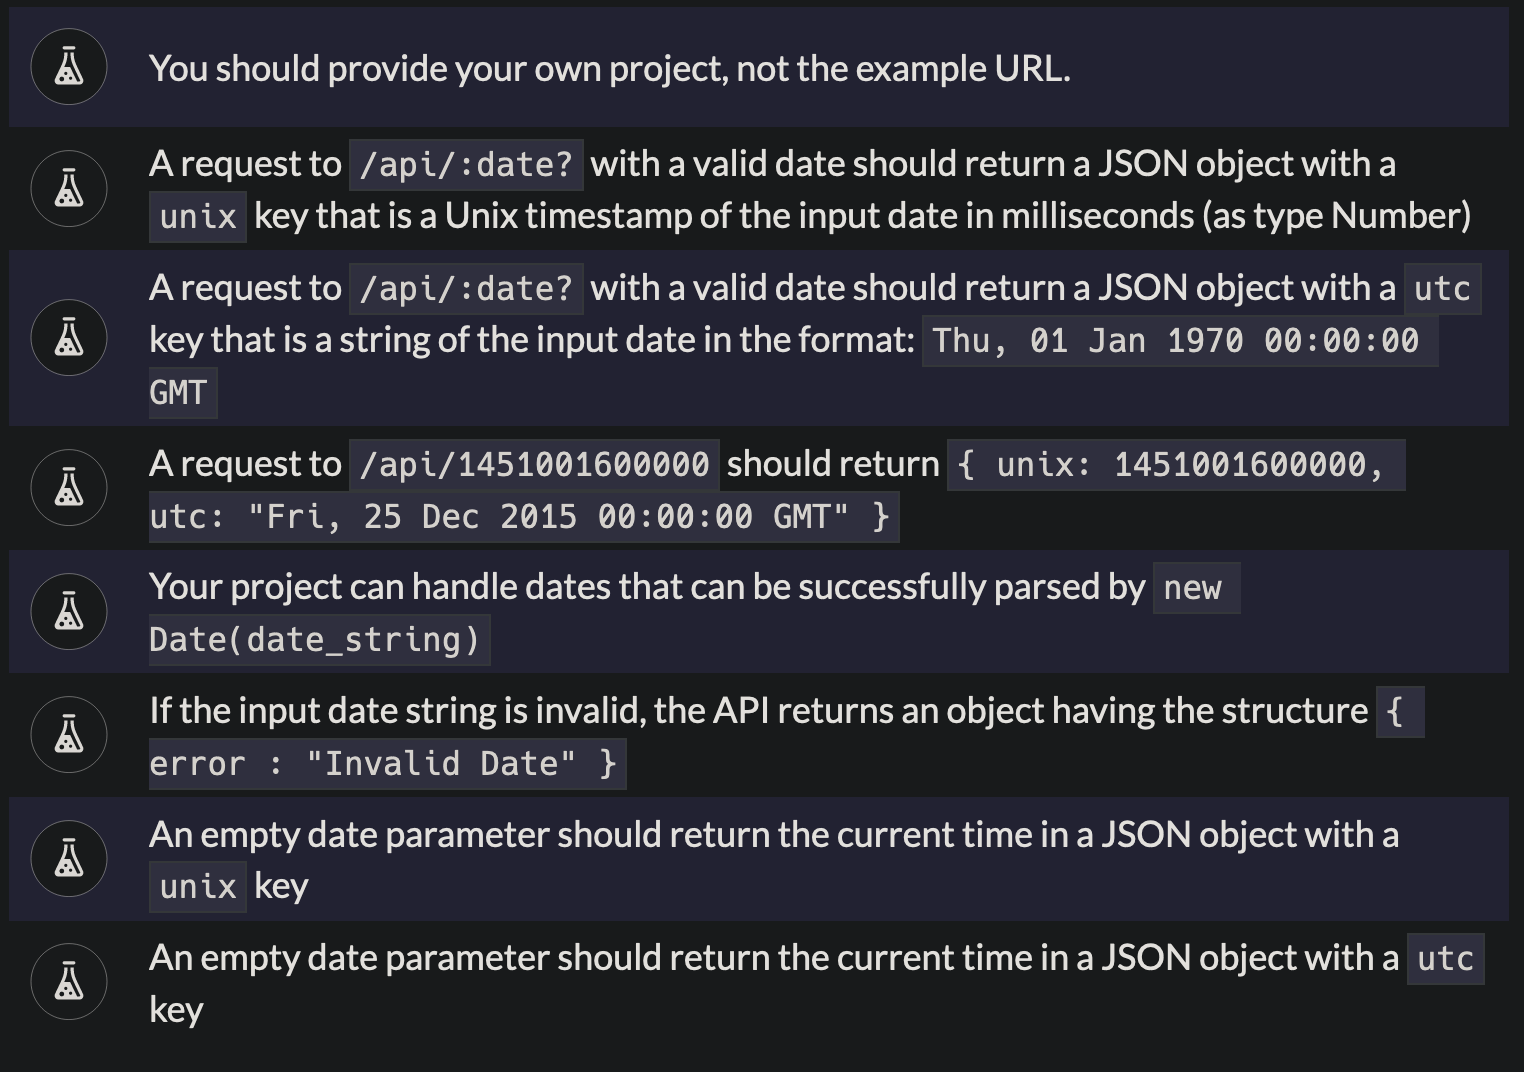 You should provide your own project, not the example URL.
A request to /api/:date? with a valid date should return a JSON object with a
unix key that is a Unix timestamp of the input date in milliseconds (as type Number)
A request to /api/:date? with a valid date should return a JSON object with a utc
key that is a string of the input date in the format: Thu, 01 Jan 1970 00:00:00
GMT
A request to /api/1451001600000 should return { unix: 1451001600000,
utc: "Fri, 25 Dec 2015 00:00:00 GMT" }
Your project can handle dates that can be successfully parsed by new
Date(date_string)
If the input date string is invalid, the API returns an object having the structure {
error : "Invalid Date" }
An empty date parameter should return the current time in a JSON object with a
unix key
An empty date parameter should return the current time in a JSON object with a utc
key